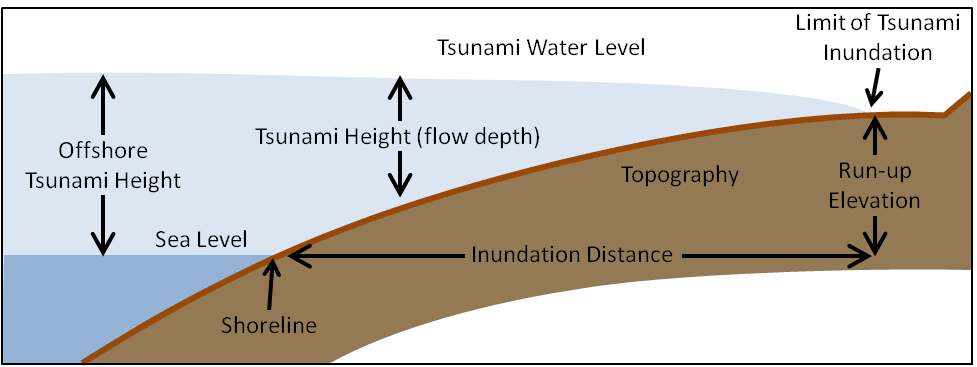 Tsunami Water Level
Limit of Tsunami
Inundation
Offshore
Tsunami Height
Tsunami Height (flow depth)
Topography
Run-up
Elevation
Sea Level
Inundation Distance
Shoreline